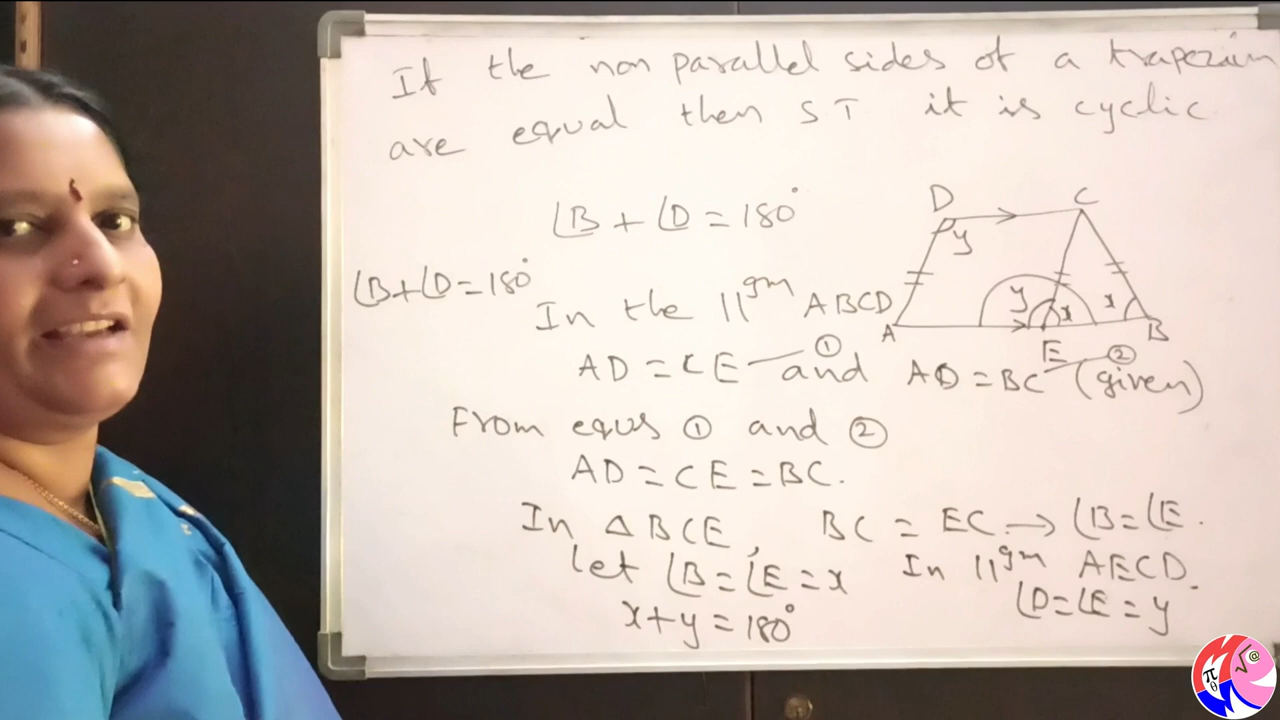 If the non parallel sides of a trapezium
are equal then S T it is cyclic
∠B + ∠D = 180°
∠B+∠D=180°
In the ||gm ABCD
AD = CE — ① and AD = BC — ② (given)
From equs ① and ②
AD = CE = BC.
In △ BCE, BC = EC → ∠B=∠E.
Let ∠B = ∠E = x In ||gm AECD.
x+y = 180° ∠D=∠E = y
D C
y
y x x
A E B
π θ √@